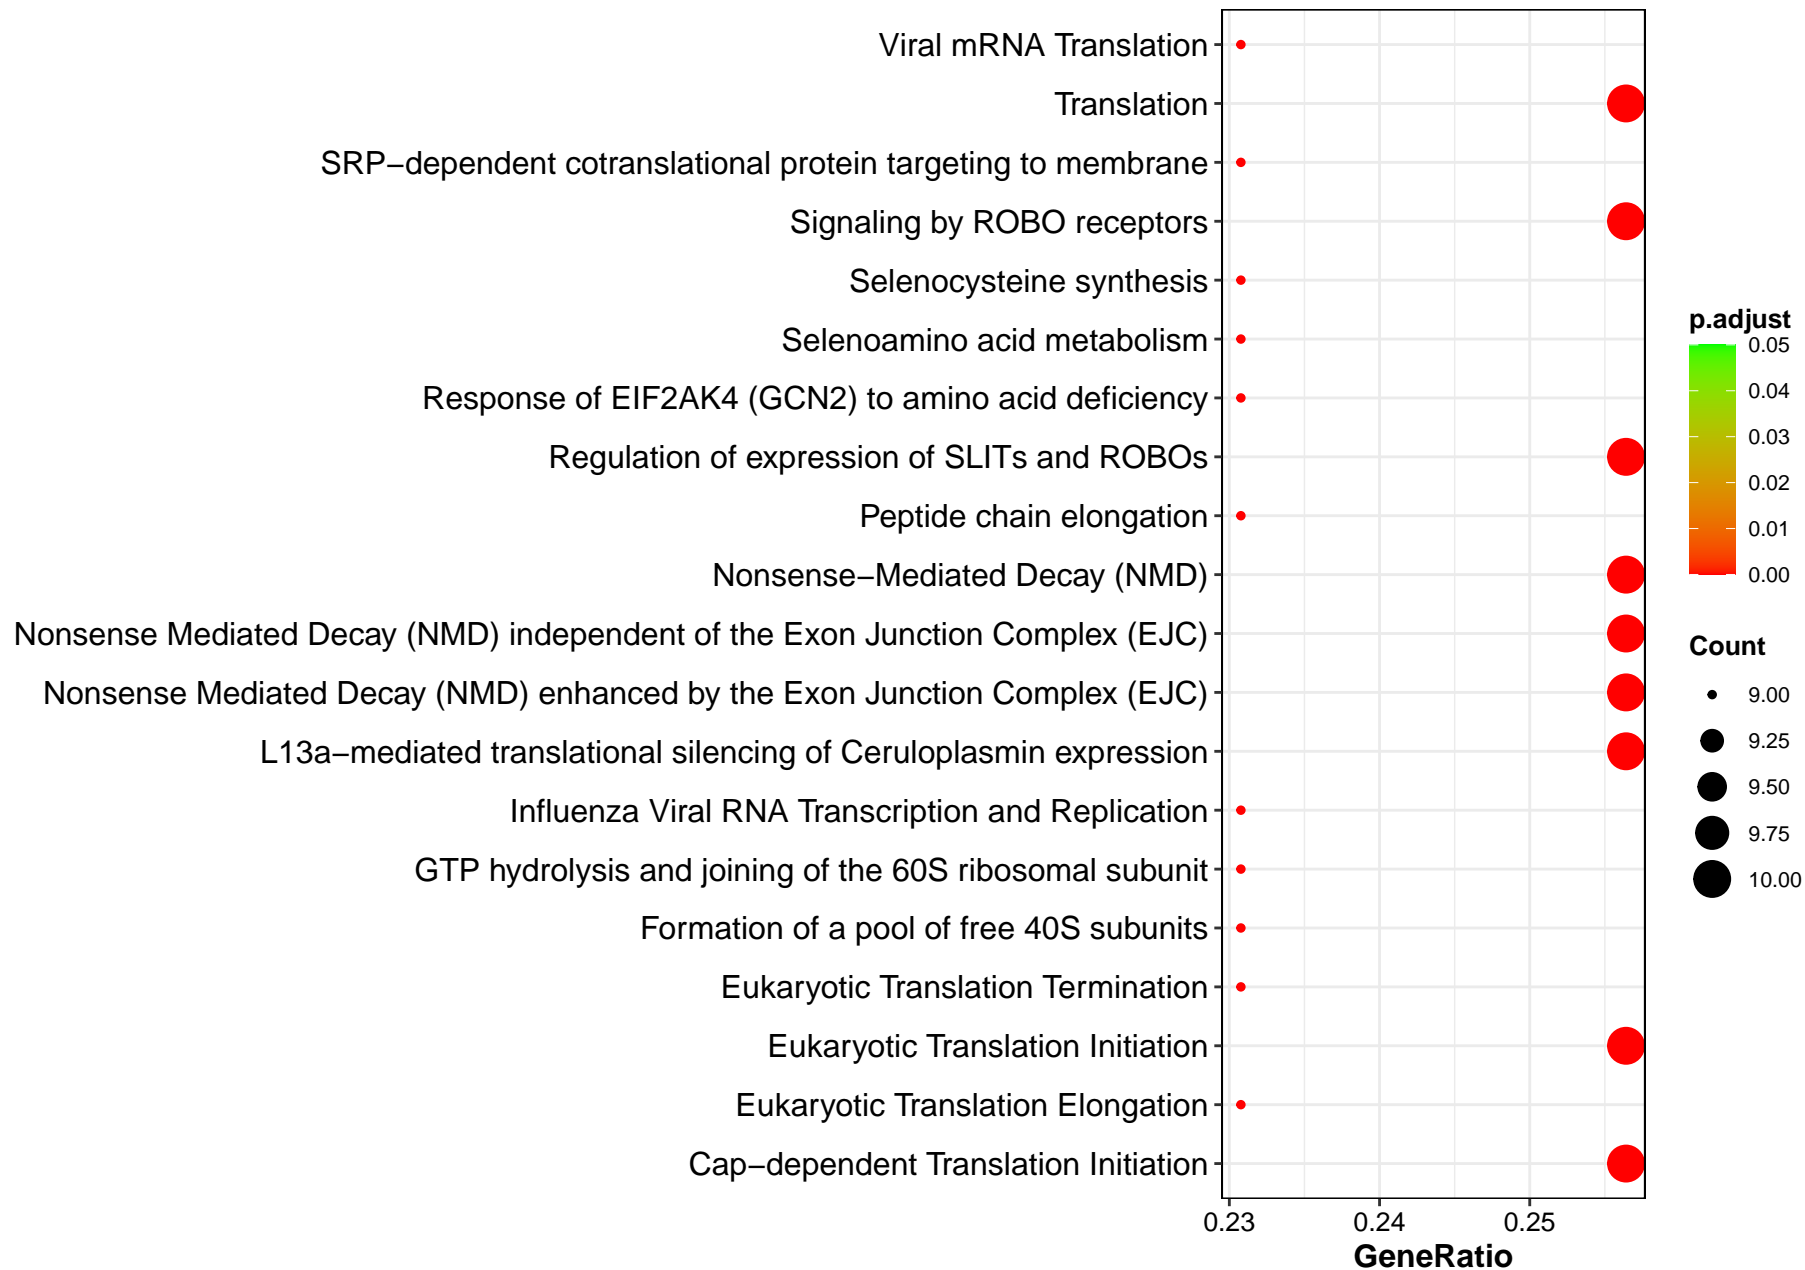 Viral mRNA Translation
Translation
SRP−dependent cotranslational protein targeting to membrane
Signaling by ROBO receptors
Selenocysteine synthesis
Selenoamino acid metabolism
Response of EIF2AK4 (GCN2) to amino acid deficiency
Regulation of expression of SLITs and ROBOs
Peptide chain elongation
Nonsense−Mediated Decay (NMD)
Nonsense Mediated Decay (NMD) independent of the Exon Junction Complex (EJC)
Nonsense Mediated Decay (NMD) enhanced by the Exon Junction Complex (EJC)
L13a−mediated translational silencing of Ceruloplasmin expression
Influenza Viral RNA Transcription and Replication
GTP hydrolysis and joining of the 60S ribosomal subunit
Formation of a pool of free 40S subunits
Eukaryotic Translation Termination
Eukaryotic Translation Initiation
Eukaryotic Translation Elongation
Cap−dependent Translation Initiation
0.23 0.24 0.25
GeneRatio
p.adjust
0.05
0.04
0.03
0.02
0.01
0.00
Count
9.00
9.25
9.50
9.75
10.00